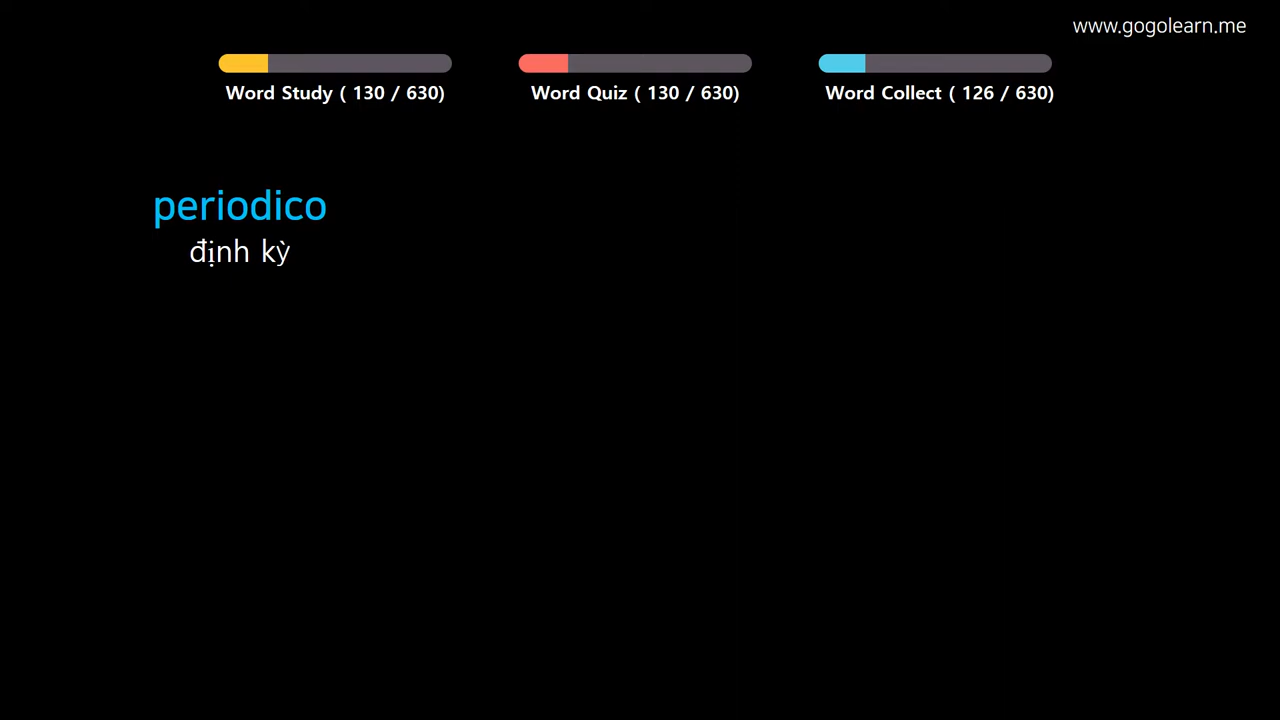 www.gogolearn.me
Word Study ( 130 / 630)
Word Quiz ( 130 / 630)
Word Collect ( 126 / 630)
periodico
định kỳ